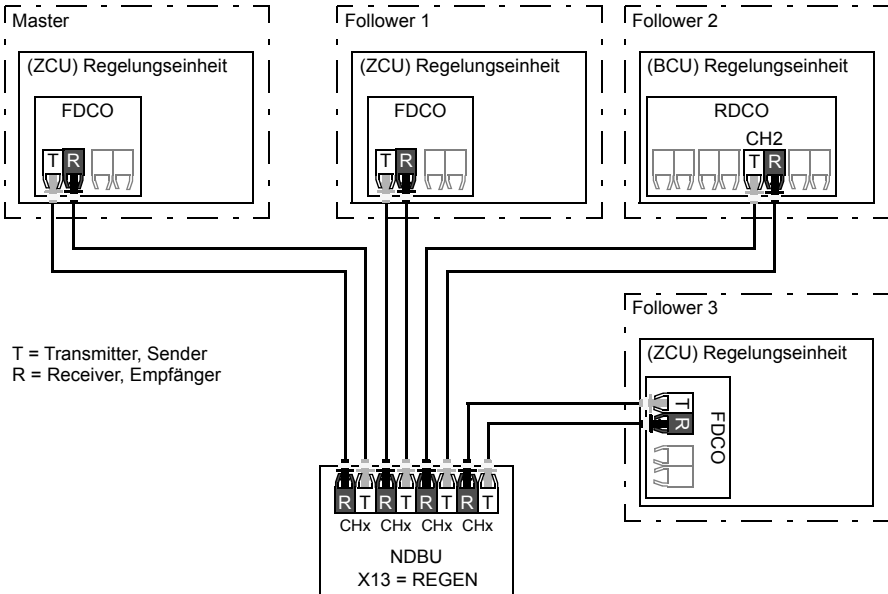 Master
(ZCU) Regelungseinheit
FDCO
T R
Follower 1
(ZCU) Regelungseinheit
FDCO
T R
Follower 2
(BCU) Regelungseinheit
RDCO
CH2
T R
T = Transmitter, Sender
R = Receiver, Empfänger
Follower 3
(ZCU) Regelungseinheit
T
R
FDCO
R T R T R T R T
CHx CHx CHx CHx
NDBU
X13 = REGEN